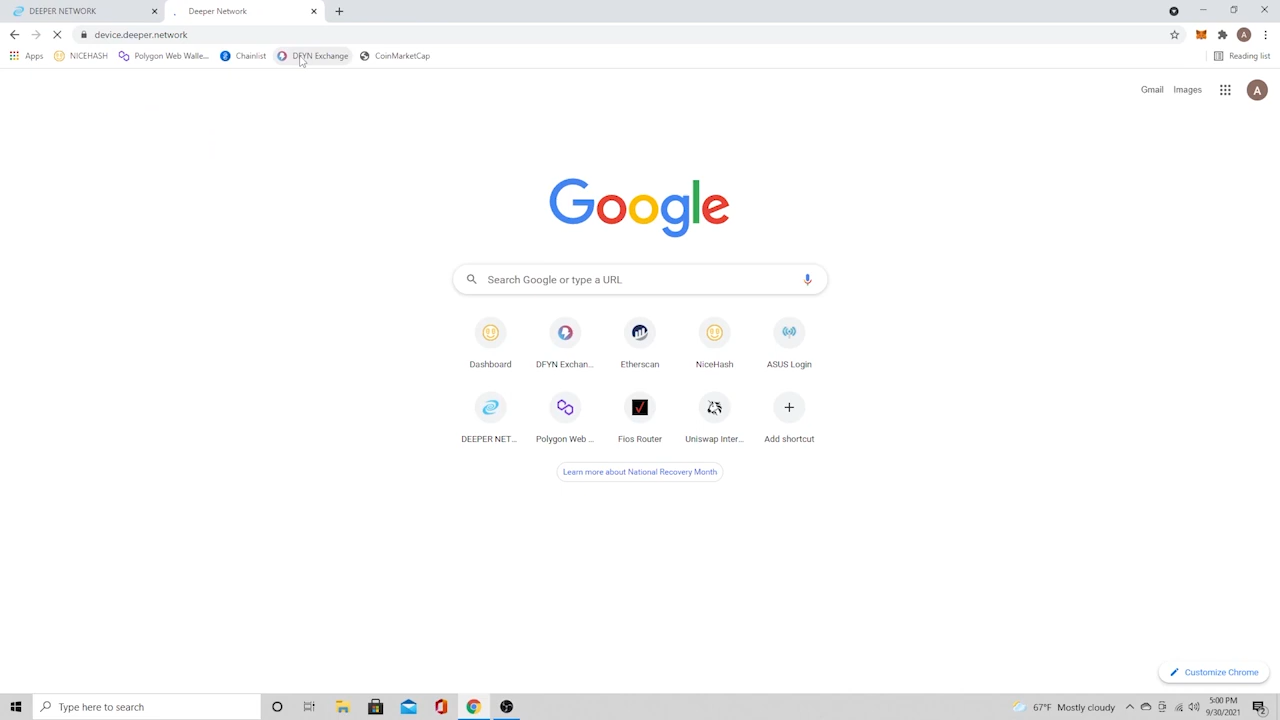 DEEPER NETWORK
Deeper Network
device.deeper.network
A
Apps
NICEHASH
Polygon Web Walle...
Chainlist
DFYN Exchange
CoinMarketCap
Reading list
Gmail
Images
A
Google
Search Google or type a URL
Dashboard
DFYN Exchan...
Etherscan
NiceHash
ASUS Login
DEEPER NET...
Polygon Web ...
Fios Router
Uniswap Inter...
Add shortcut
Learn more about National Recovery Month
Customize Chrome
Type here to search
67°F Mostly cloudy
5:00 PM
9/30/2021
2